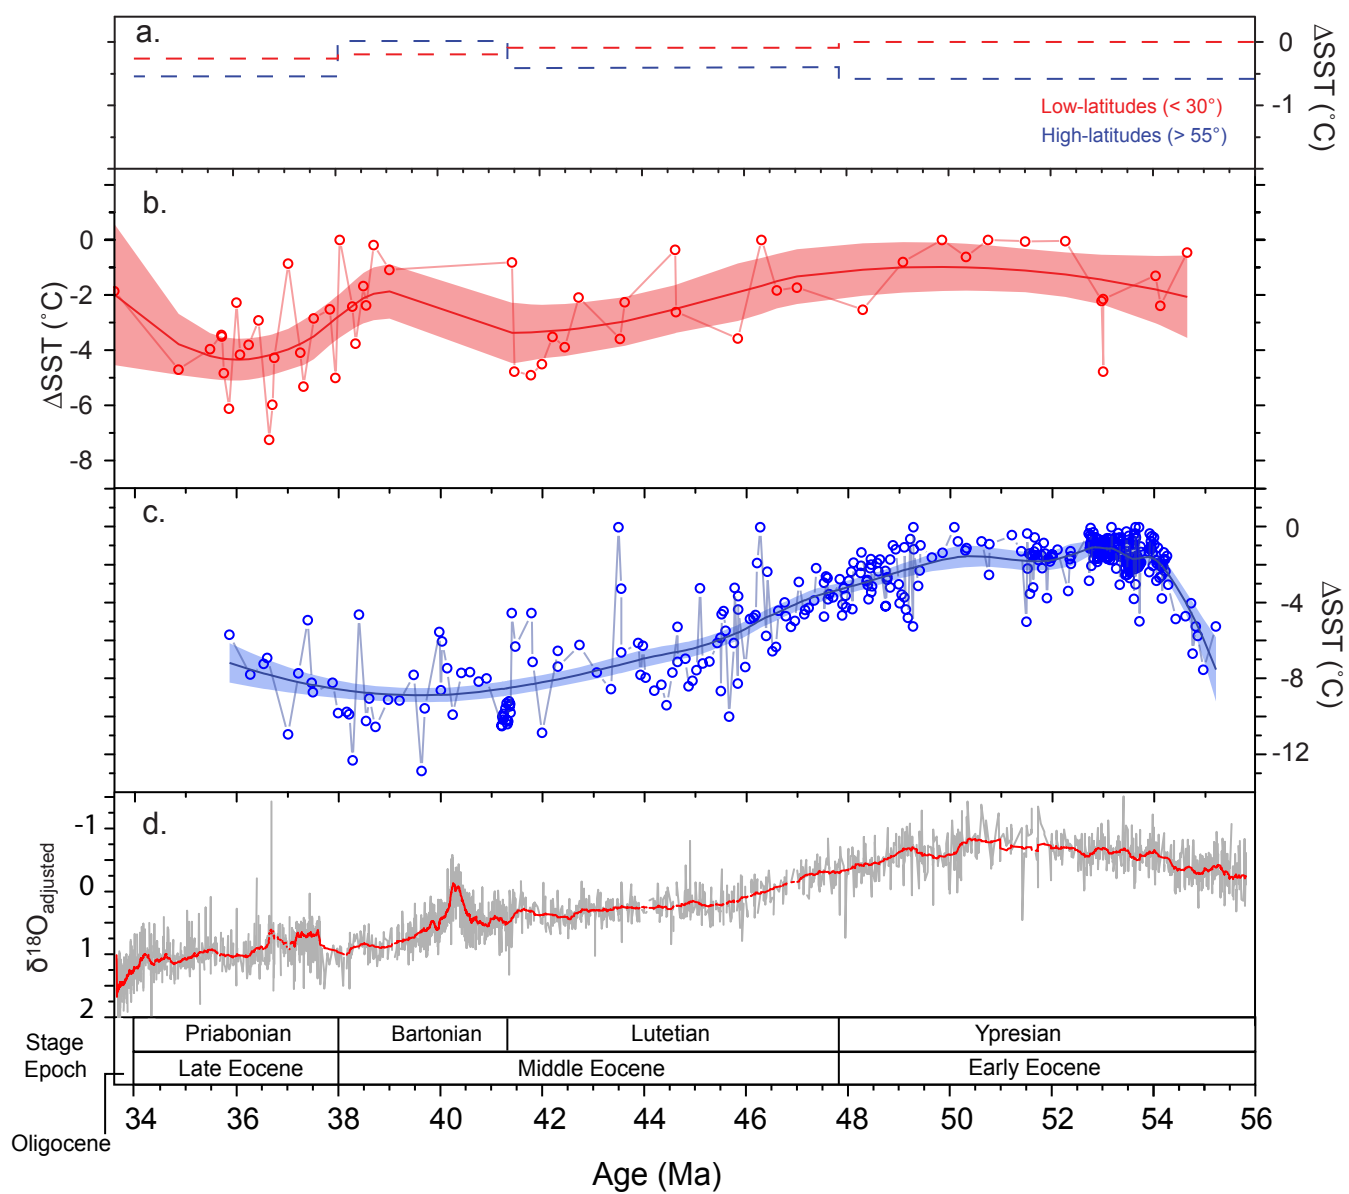 a.
0
-1
ΔSST (˚C)
Low-latitudes (< 30°)
High-latitudes (> 55°)
b.
0
-2
-4
-6
-8
ΔSST (˚C)
c.
0
-4
-8
-12
ΔSST (˚C)
d.
-1
0
1
2
δ18Oadjusted
Stage
Priabonian
Bartonian
Lutetian
Ypresian
Epoch
Late Eocene
Middle Eocene
Early Eocene
34 36 38 40 42 44 46 48 50 52 54 56
Oligocene
Age (Ma)